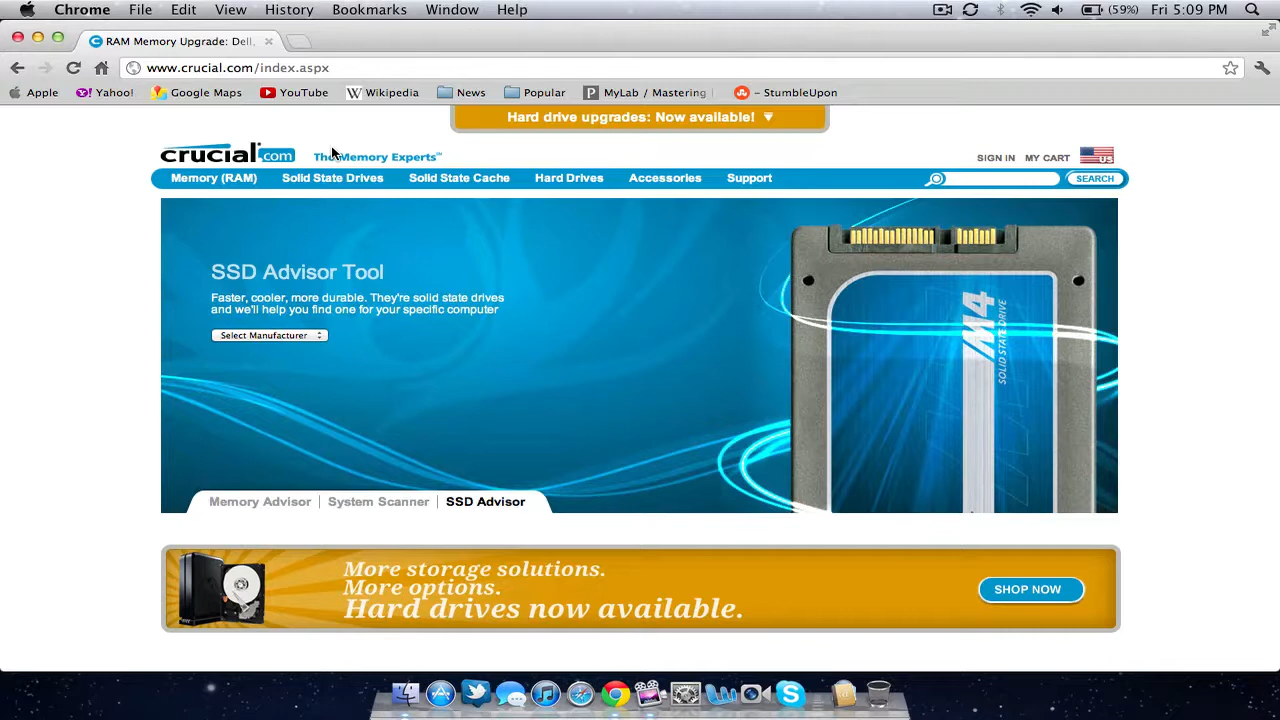 Chrome File Edit View History Bookmarks Window Help (59%) Fri 5:09 PM
RAM Memory Upgrade: Dell,
www.crucial.com/index.aspx
Apple Yahoo! Google Maps YouTube Wikipedia News Popular MyLab / Mastering StumbleUpon
Hard drive upgrades: Now available!
crucial.com The Memory Experts™ SIGN IN MY CART US
Memory (RAM) Solid State Drives Solid State Cache Hard Drives Accessories Support SEARCH
SSD Advisor Tool
Faster, cooler, more durable. They're solid state drives
and we'll help you find one for your specific computer
Select Manufacturer
M4
SOLID STATE DRIVE
Memory Advisor | System Scanner | SSD Advisor
More storage solutions.
More options.
Hard drives now available.
SHOP NOW